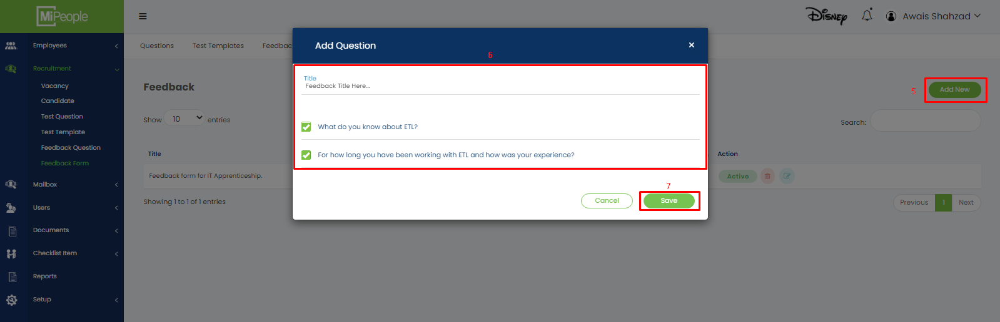 MiPeople
Disney
Awais Shahzad
Employees
Recruitment
Vacancy
Candidate
Test Question
Test Template
Feedback Question
Feedback Form
Mailbox
Users
Documents
Checklist Item
Reports
Setup
Questions Test Templates Feedbac
Feedback
5
Add New
Show 10 entries
Search:
Title Action
Feedback form for IT Apprenticeship. Active
Showing 1 to 1 of 1 entries
Previous 1 Next
Add Question ×
6
Title
Feedback Title Here...
What do you know about ETL?
For how long you have been working with ETL and how was your experience?
7
Cancel Save